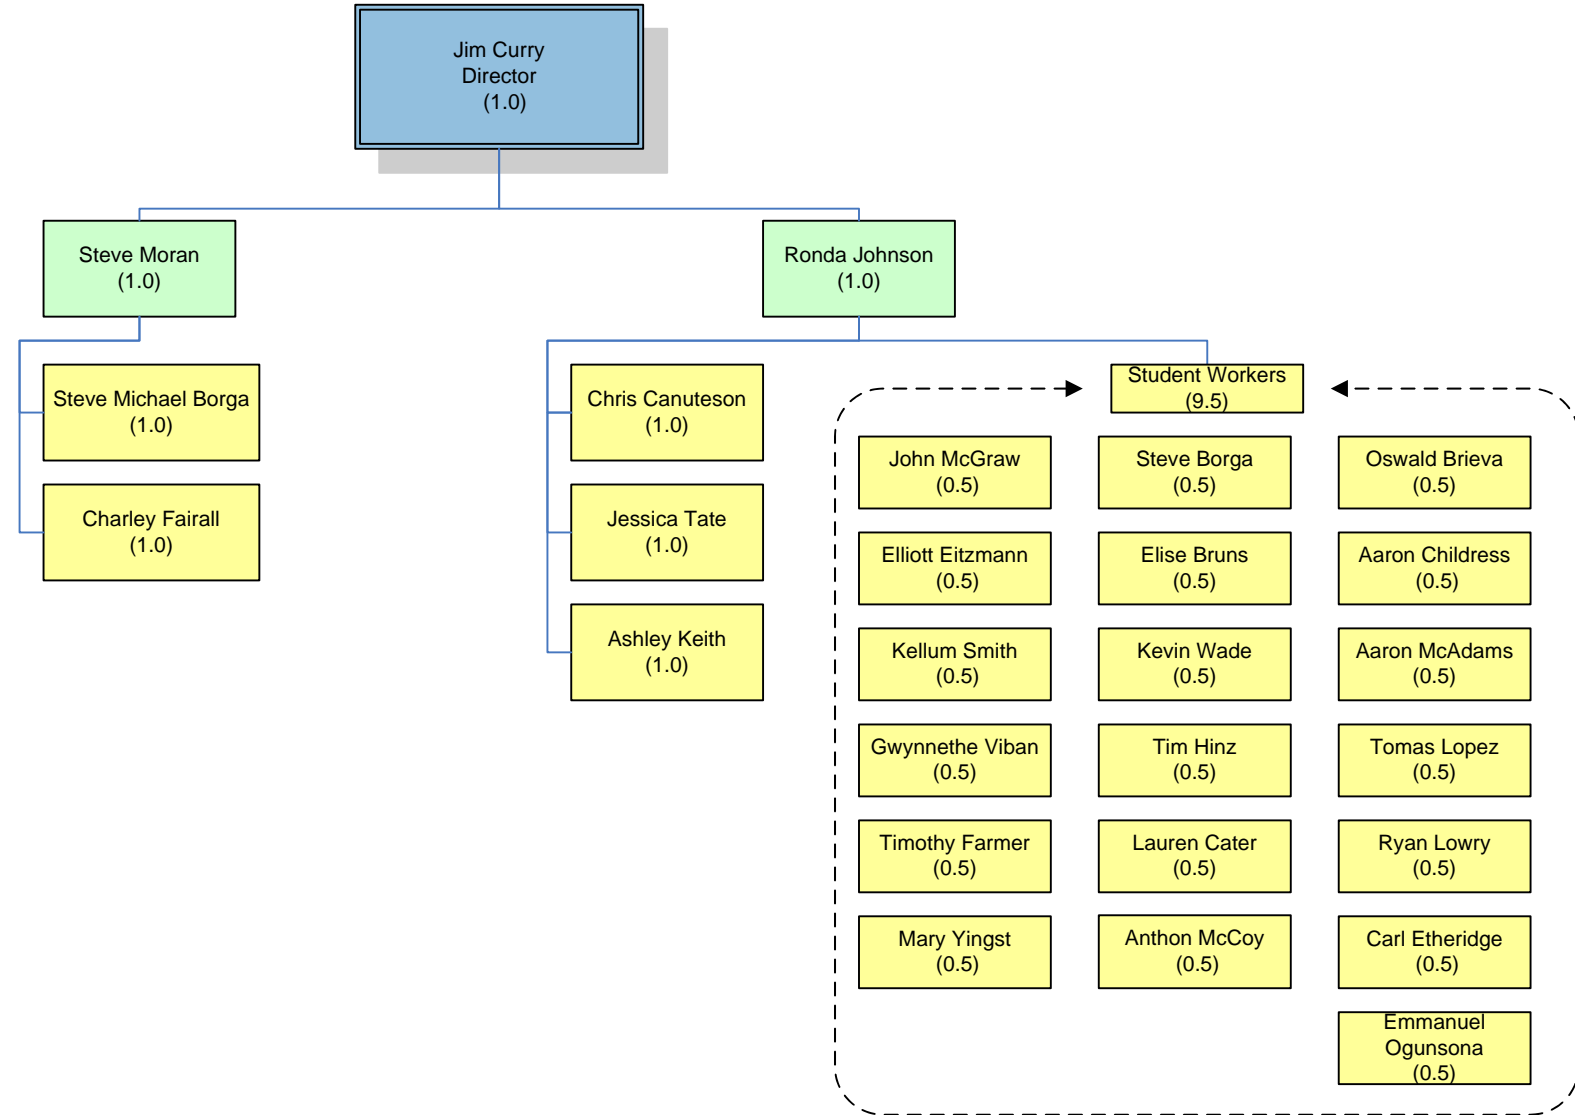 Jim Curry
Director
(1.0)
Steve Moran
(1.0)
Ronda Johnson
(1.0)
Steve Michael Borga
(1.0)
Charley Fairall
(1.0)
Chris Canuteson
(1.0)
Jessica Tate
(1.0)
Ashley Keith
(1.0)
Student Workers
(9.5)
John McGraw
(0.5)
Steve Borga
(0.5)
Oswald Brieva
(0.5)
Elliott Eitzmann
(0.5)
Elise Bruns
(0.5)
Aaron Childress
(0.5)
Kellum Smith
(0.5)
Kevin Wade
(0.5)
Aaron McAdams
(0.5)
Gwynnethe Viban
(0.5)
Tim Hinz
(0.5)
Tomas Lopez
(0.5)
Timothy Farmer
(0.5)
Lauren Cater
(0.5)
Ryan Lowry
(0.5)
Mary Yingst
(0.5)
Anthon McCoy
(0.5)
Carl Etheridge
(0.5)
Emmanuel
Ogunsona
(0.5)